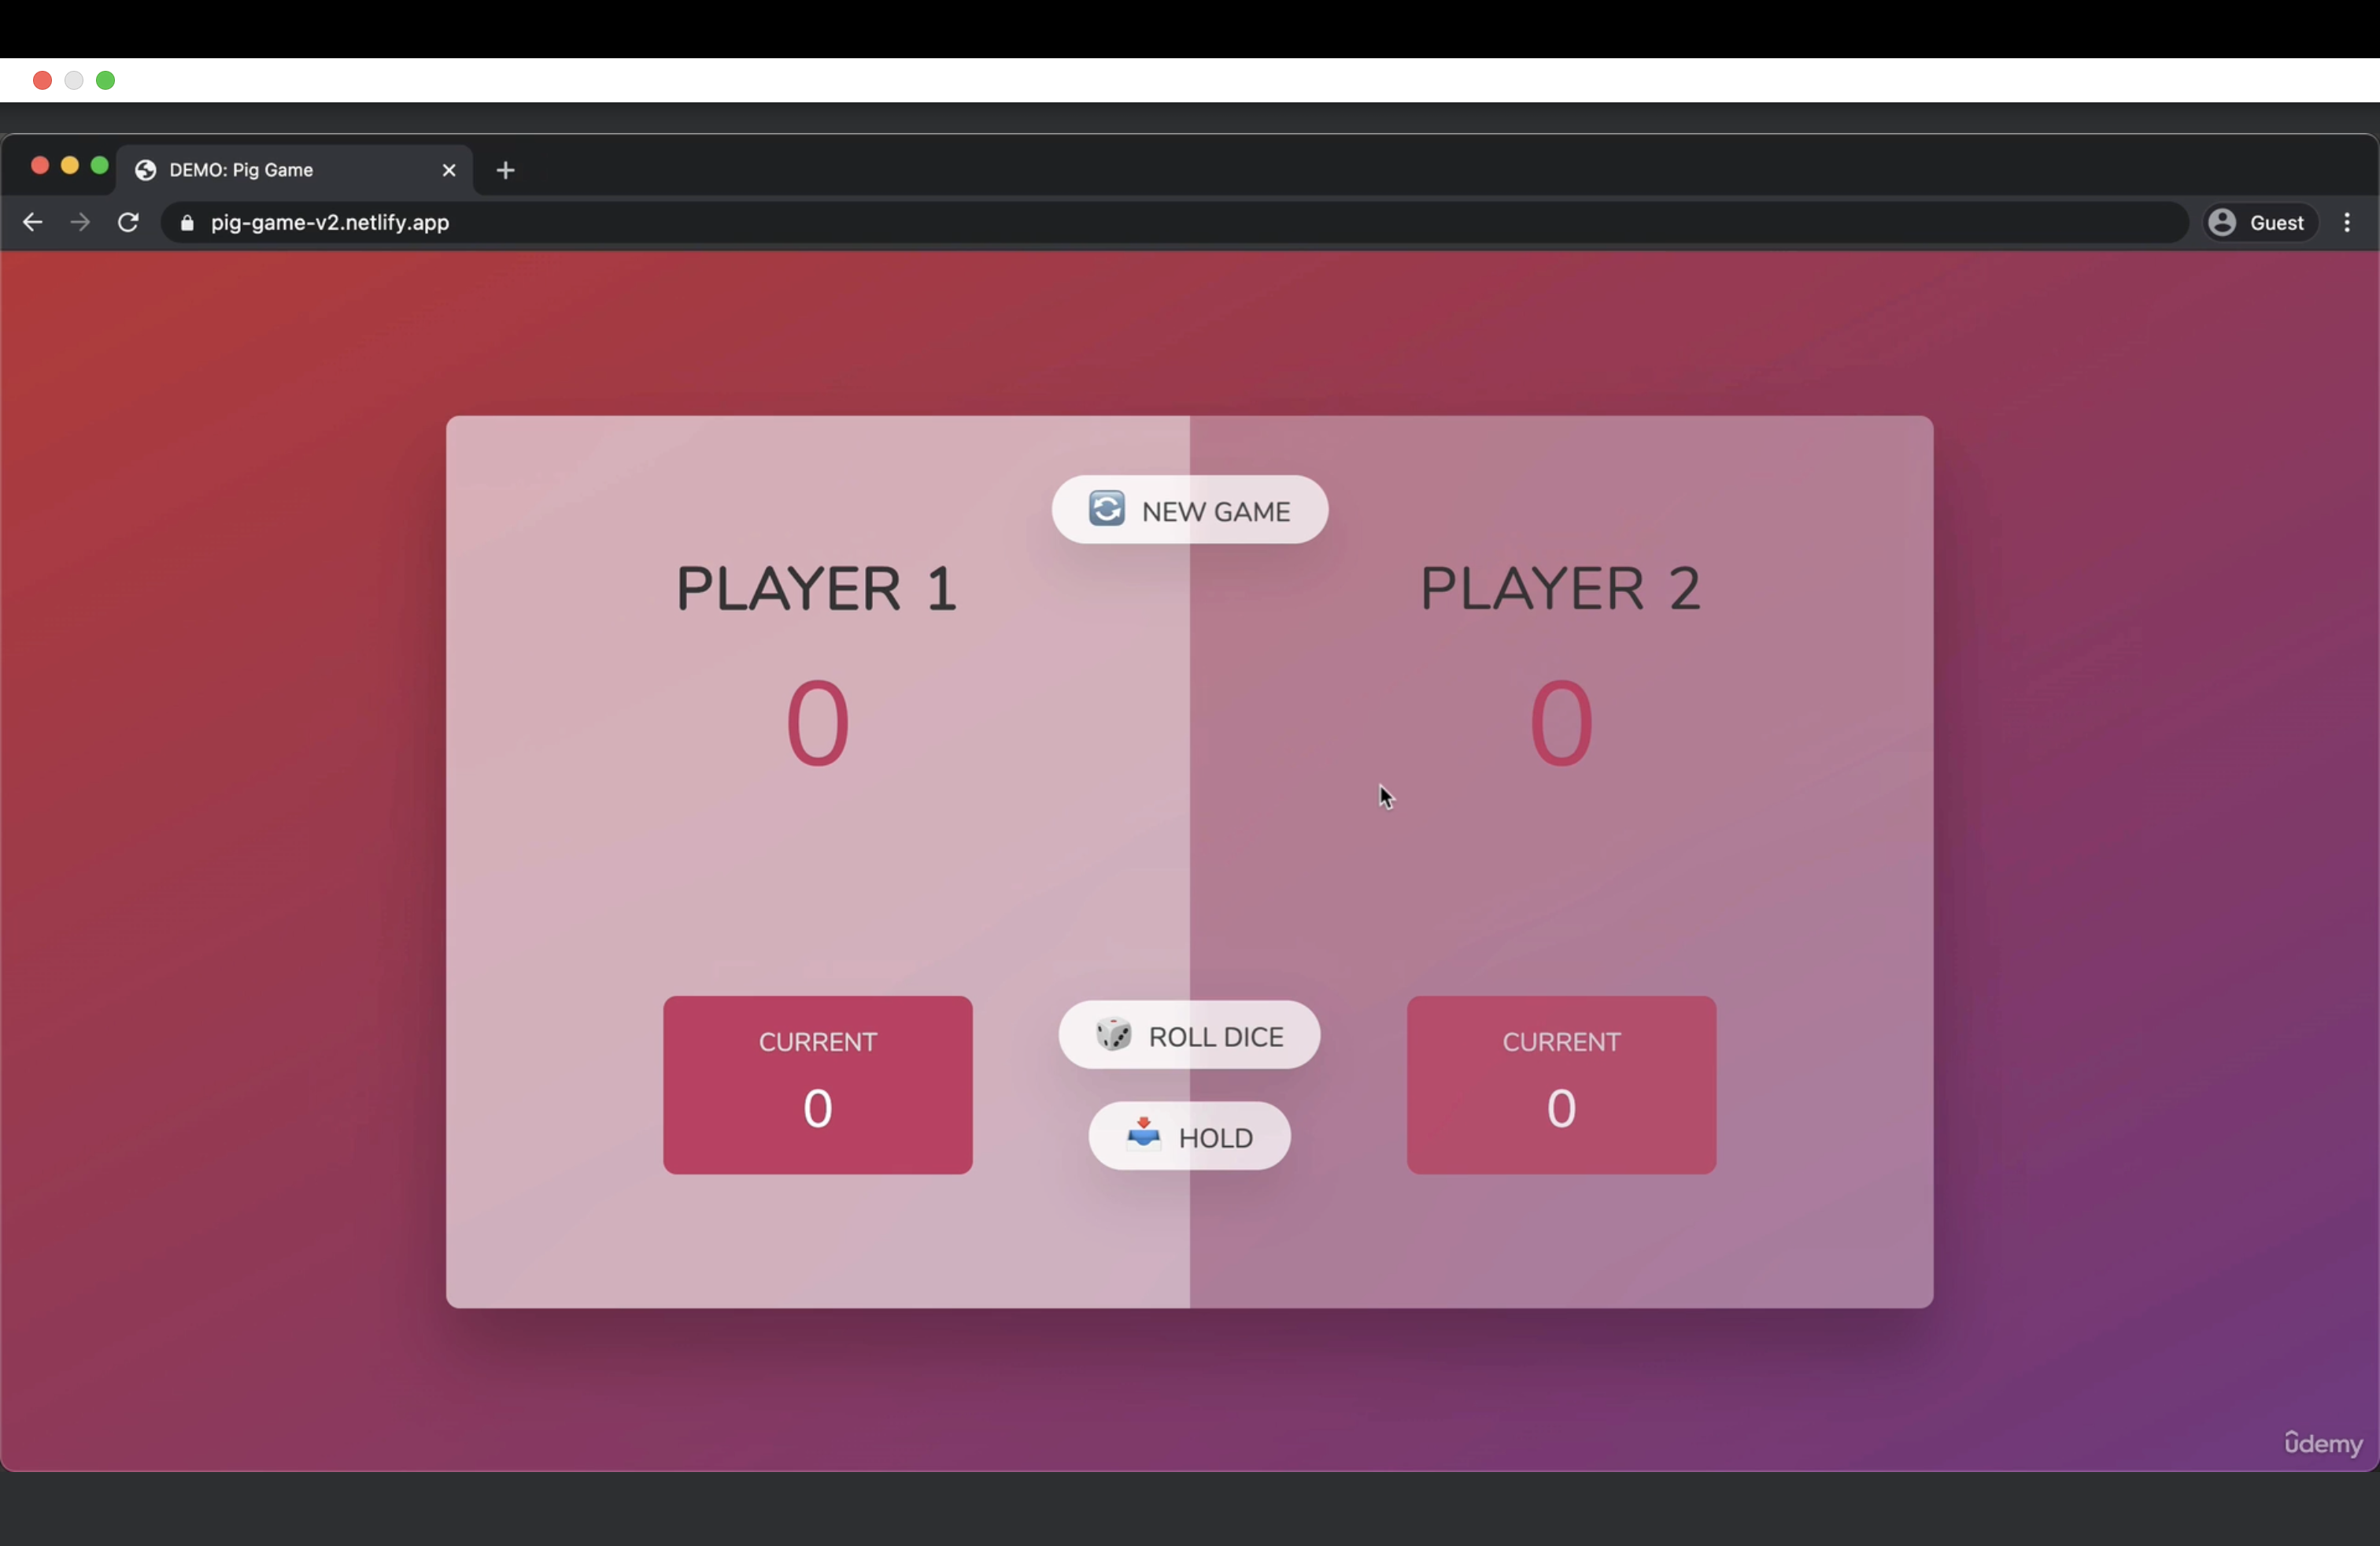 DEMO: Pig Game
pig-game-v2.netlify.app
Guest
NEW GAME
PLAYER 1
PLAYER 2
0
0
CURRENT
0
ROLL DICE
HOLD
CURRENT
0
ûdemy